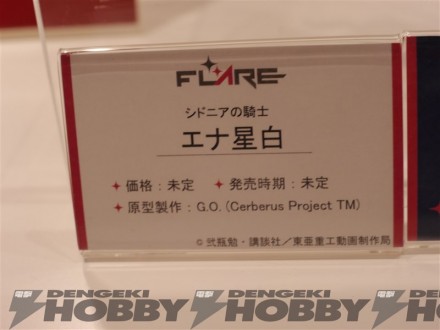 FLARE
シドニアの騎士
エナ星白
✦ 価格：未定 ✦ 発売時期：未定
✦ 原型製作：G.O. (Cerberus Project TM)
© 弐瓶勉・講談社／東亜重工動画制作局
DENGEKI HOBBY DENGEKI HOBBY DENGEKI HOBBY